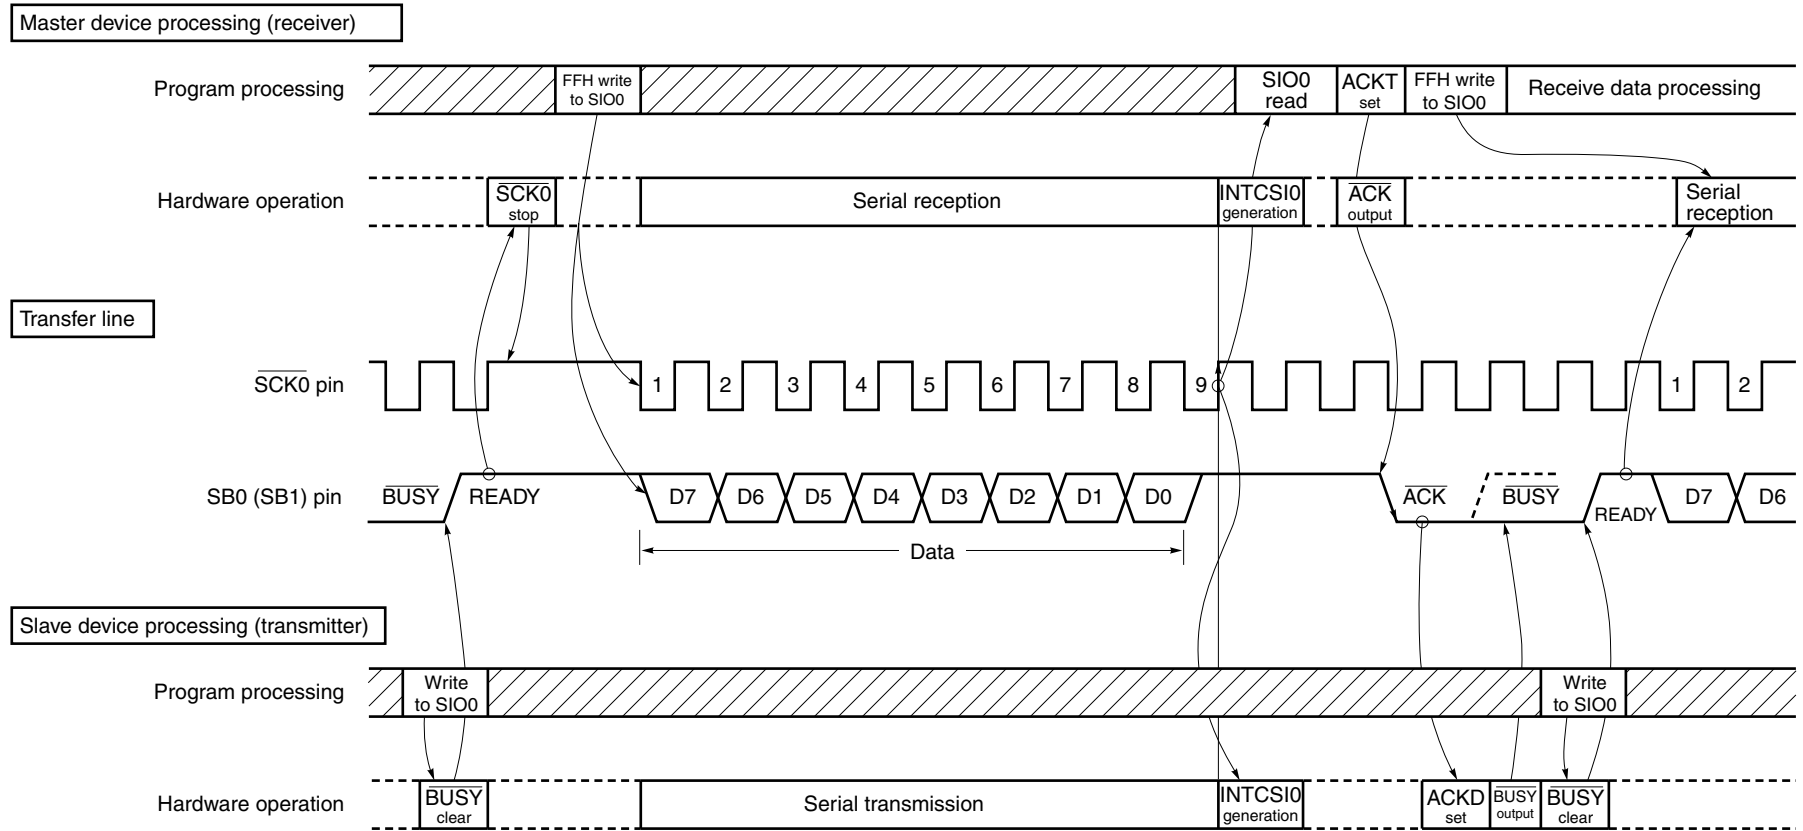 Master device processing (receiver)
Program processing
FFH write
to SIO0
SIO0
read
ACKT
set
FFH write
to SIO0
Receive data processing
Hardware operation
SCK0
stop
Serial reception
INTCSI0
generation
ACK
output
Serial
reception
Transfer line
SCK0 pin
1 2 3 4 5 6 7 8 9 1 2
SB0 (SB1) pin
BUSY READY D7 D6 D5 D4 D3 D2 D1 D0 ACK BUSY READY D7 D6
Data
Slave device processing (transmitter)
Program processing
Write
to SIO0
Write
to SIO0
Hardware operation
BUSY
clear
Serial transmission
INTCSI0
generation
ACKD
set
BUSY
output
BUSY
clear